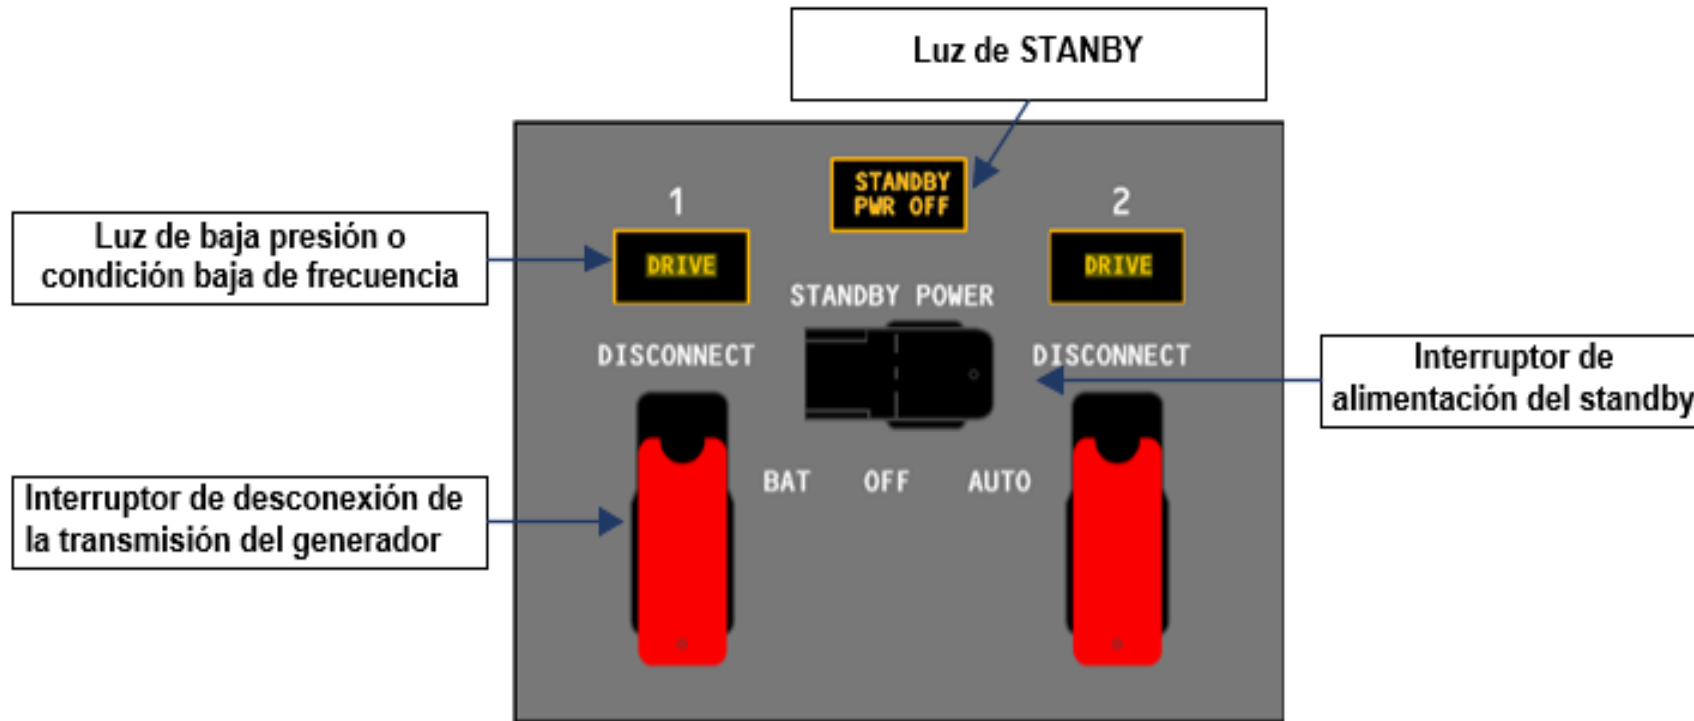 Luz de STANBY
STANDBY
PWR OFF
1
2
Luz de baja presión o
condición baja de frecuencia
DRIVE
DRIVE
STANDBY POWER
DISCONNECT
DISCONNECT
Interruptor de
alimentación del standby
BAT OFF AUTO
Interruptor de desconexión de
la transmisión del generador